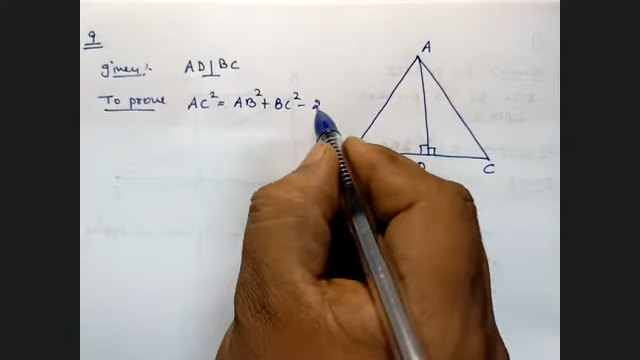 9
given:-  AD⊥BC
To prove  AC² = AB² + BC² - 2
A
D
C